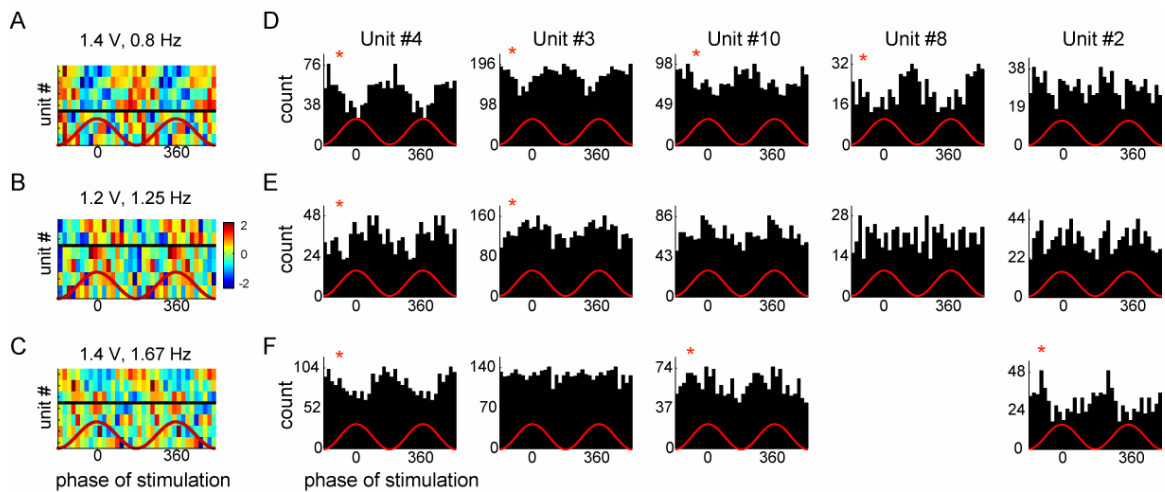 A
1.4 V, 0.8 Hz
unit #
0 360
B
1.2 V, 1.25 Hz
unit #
2
0
-2
0 360
C
1.4 V, 1.67 Hz
unit #
0 360
phase of stimulation
D
Unit #4 Unit #3 Unit #10 Unit #8 Unit #2
* * * *
count
76 196 98 32 38
38 98 49 16 19
0 0 0 0 0
0 360 0 360 0 360 0 360 0 360
E
* *
count
48 160 86 28 44
24 80 43 14 22
0 0 0 0 0
0 360 0 360 0 360 0 360 0 360
F
* * *
count
104 140 74 48
52 70 37 24
0 0 0 0
0 360 0 360 0 360 0 360
phase of stimulation